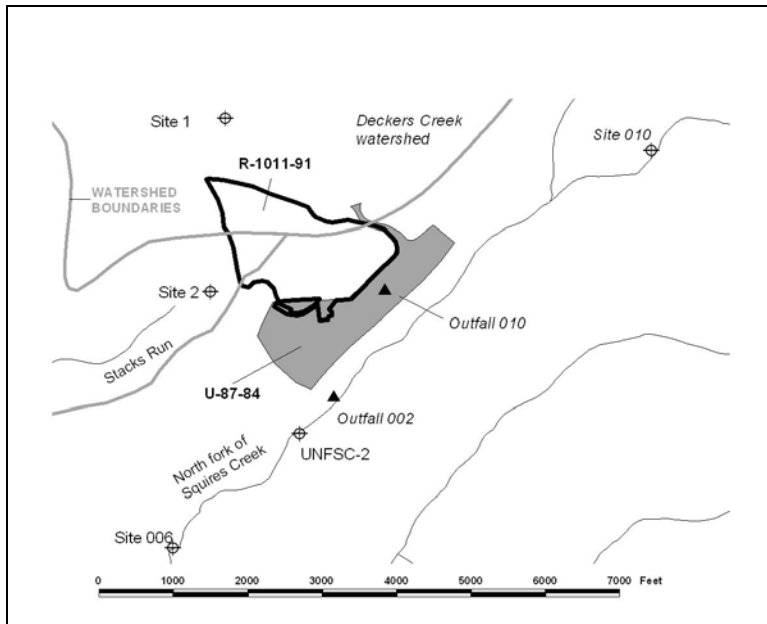 Site 1
Deckers Creek
watershed
Site 010
R-1011-91
WATERSHED
BOUNDARIES
Site 2
Outfall 010
Stacks Run
U-87-84
Outfall 002
North fork of
Squires Creek
UNFSC-2
Site 006
0 1000 2000 3000 4000 5000 6000 7000 Feet